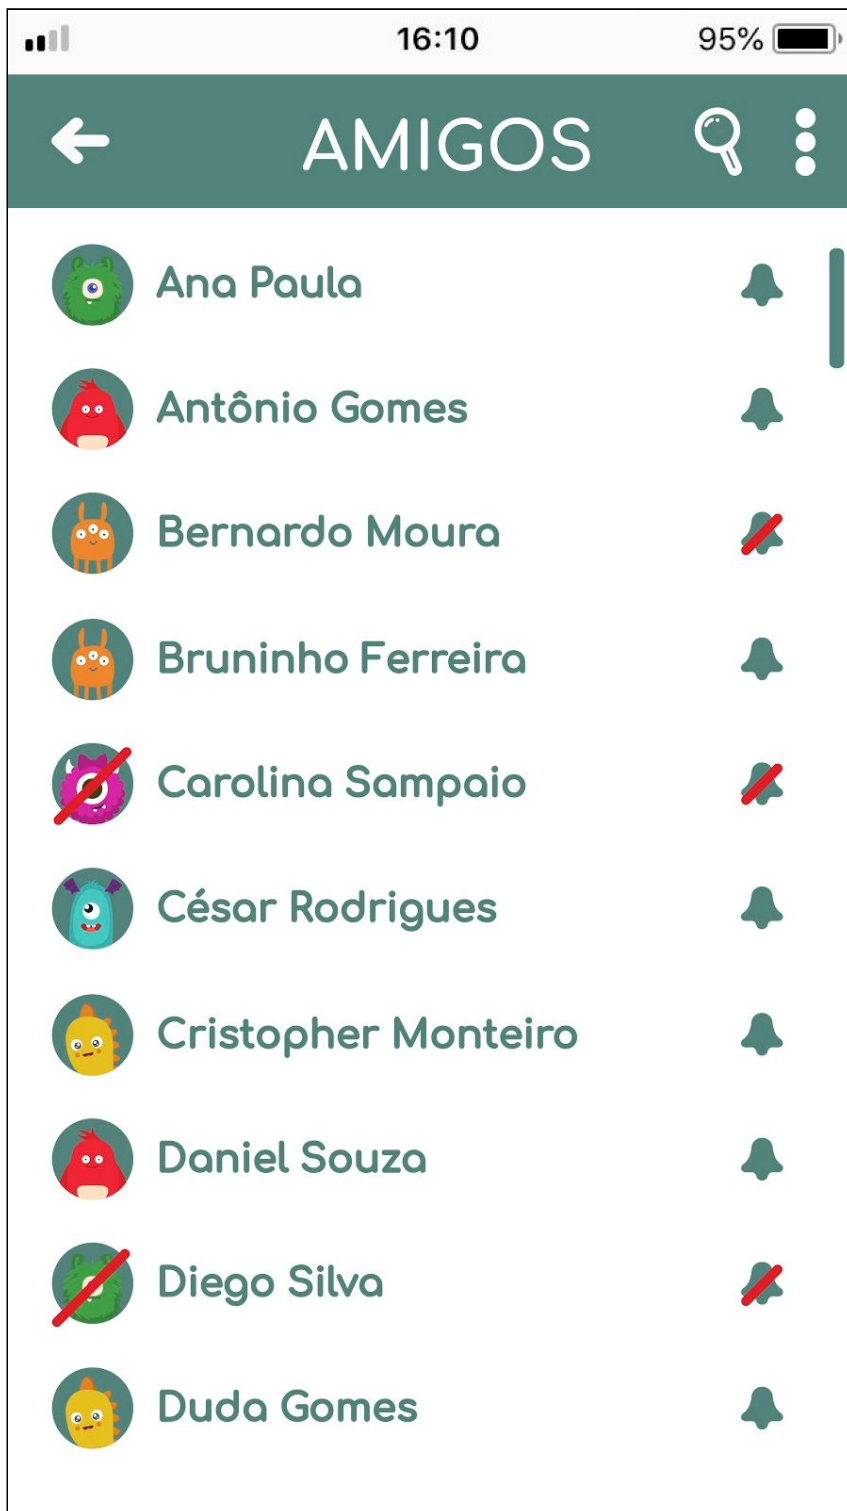 16:10 95%
AMIGOS
Ana Paula
Antônio Gomes
Bernardo Moura
Bruninho Ferreira
Carolina Sampaio
César Rodrigues
Cristopher Monteiro
Daniel Souza
Diego Silva
Duda Gomes